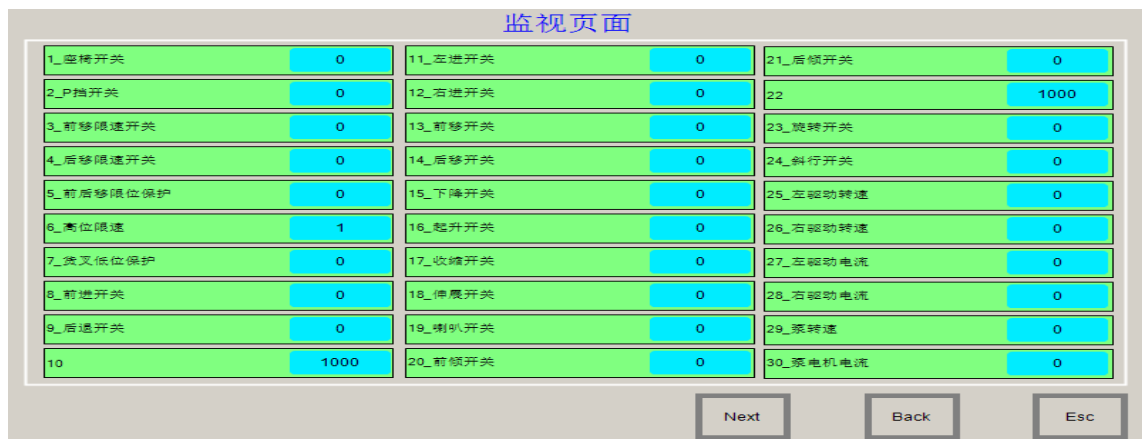 监视页面
1_座椅开关 0 11_左进开关 0 21_后倾开关 0
2_P挡开关 0 12_右进开关 0 22 1000
3_前移限速开关 0 13_前移开关 0 23_旋转开关 0
4_后移限速开关 0 14_后移开关 0 24_斜行开关 0
5_前后移限位保护 0 15_下降开关 0 25_左驱动转速 0
6_高位限速 1 16_起升开关 0 26_右驱动转速 0
7_货叉低位保护 0 17_收缩开关 0 27_左驱动电流 0
8_前进开关 0 18_伸展开关 0 28_右驱动电流 0
9_后退开关 0 19_喇叭开关 0 29_泵转速 0
10 1000 20_前倾开关 0 30_泵电机电流 0
Next Back Esc